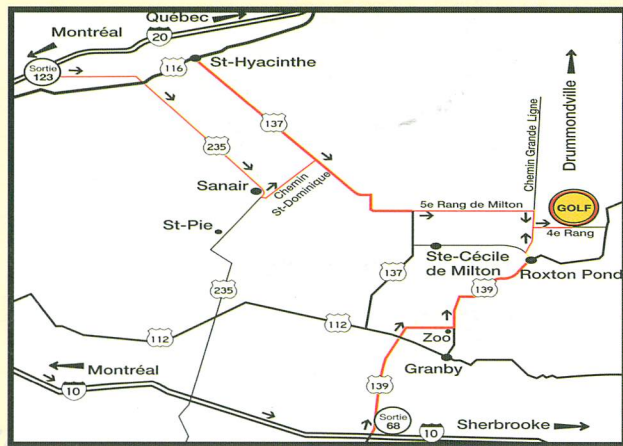 Québec
Montréal
20
Sortie
123
116
St-Hyacinthe
137
235
Chemin Grande Ligne
Drummondville
Sanair
Chemin
St-Dominique
5e Rang de Milton
GOLF
4e Rang
St-Pie
Ste-Cécile
de Milton
137
Roxton Pond
139
235
112
112
Zoo
Granby
Montréal
10
139
Sortie
68
10
Sherbrooke